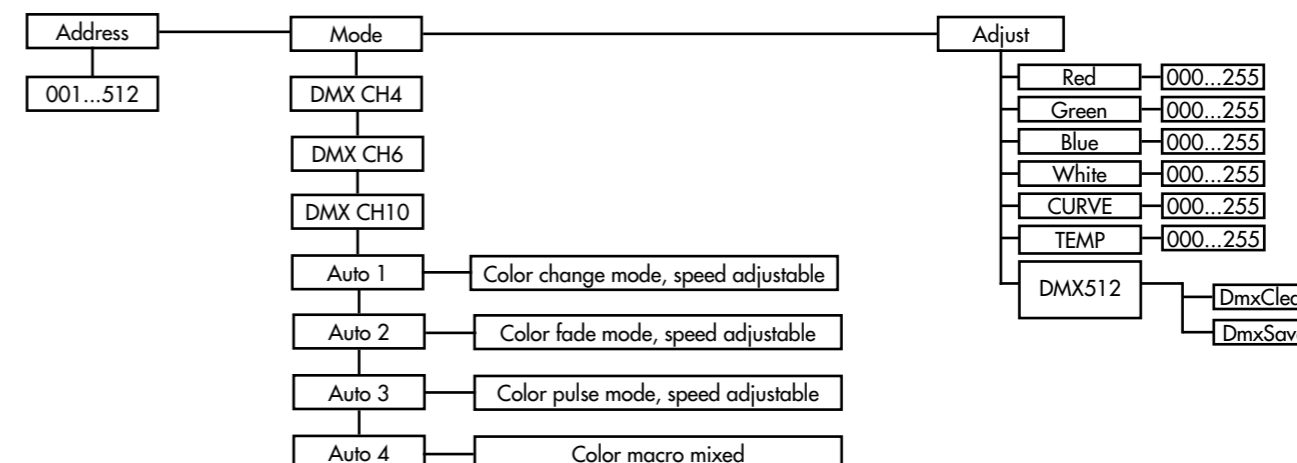 Address
Mode
Adjust
001...512
DMX CH4
DMX CH6
DMX CH10
Auto 1
Color change mode, speed adjustable
Auto 2
Color fade mode, speed adjustable
Auto 3
Color pulse mode, speed adjustable
Auto 4
Color macro mixed
Red
000...255
Green
000...255
Blue
000...255
White
000...255
CURVE
000...255
TEMP
000...255
DMX512